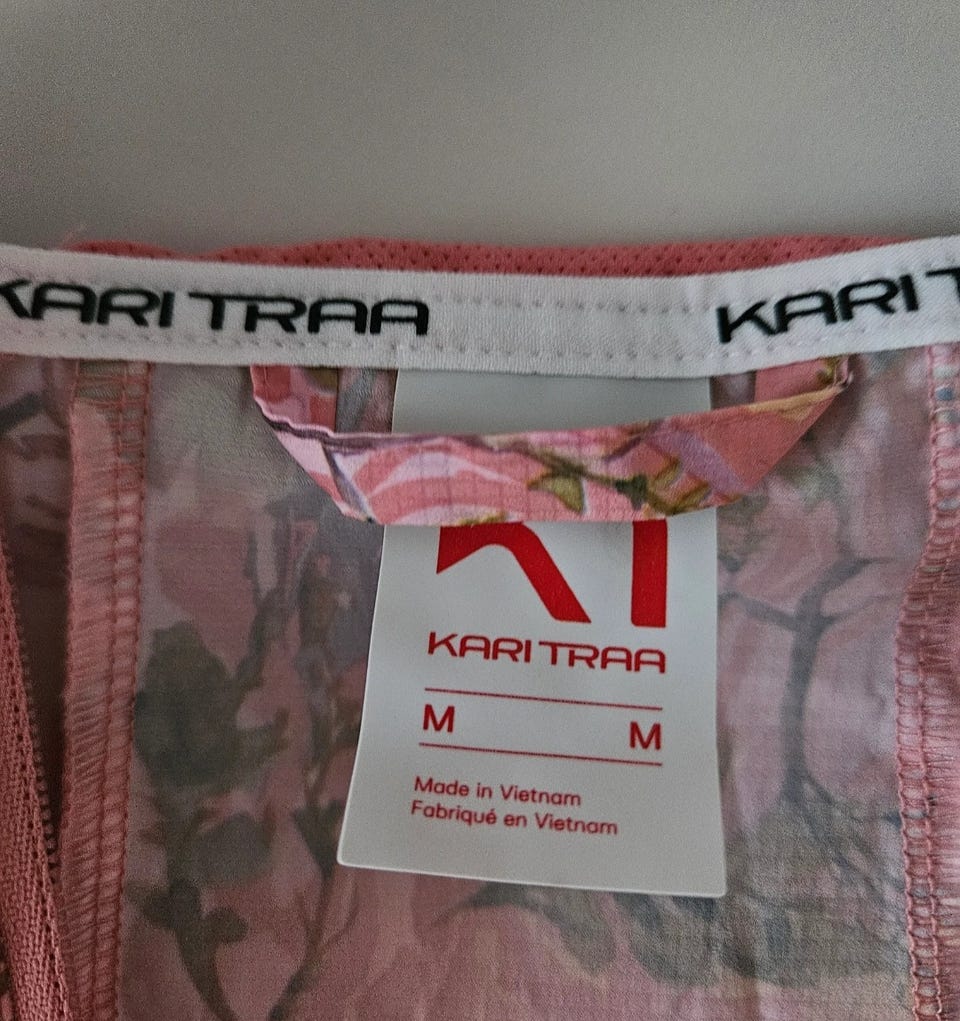 KARI TRAA KARI T
KARI TRAA
M M
Made in Vietnam
Fabriqué en Vietnam